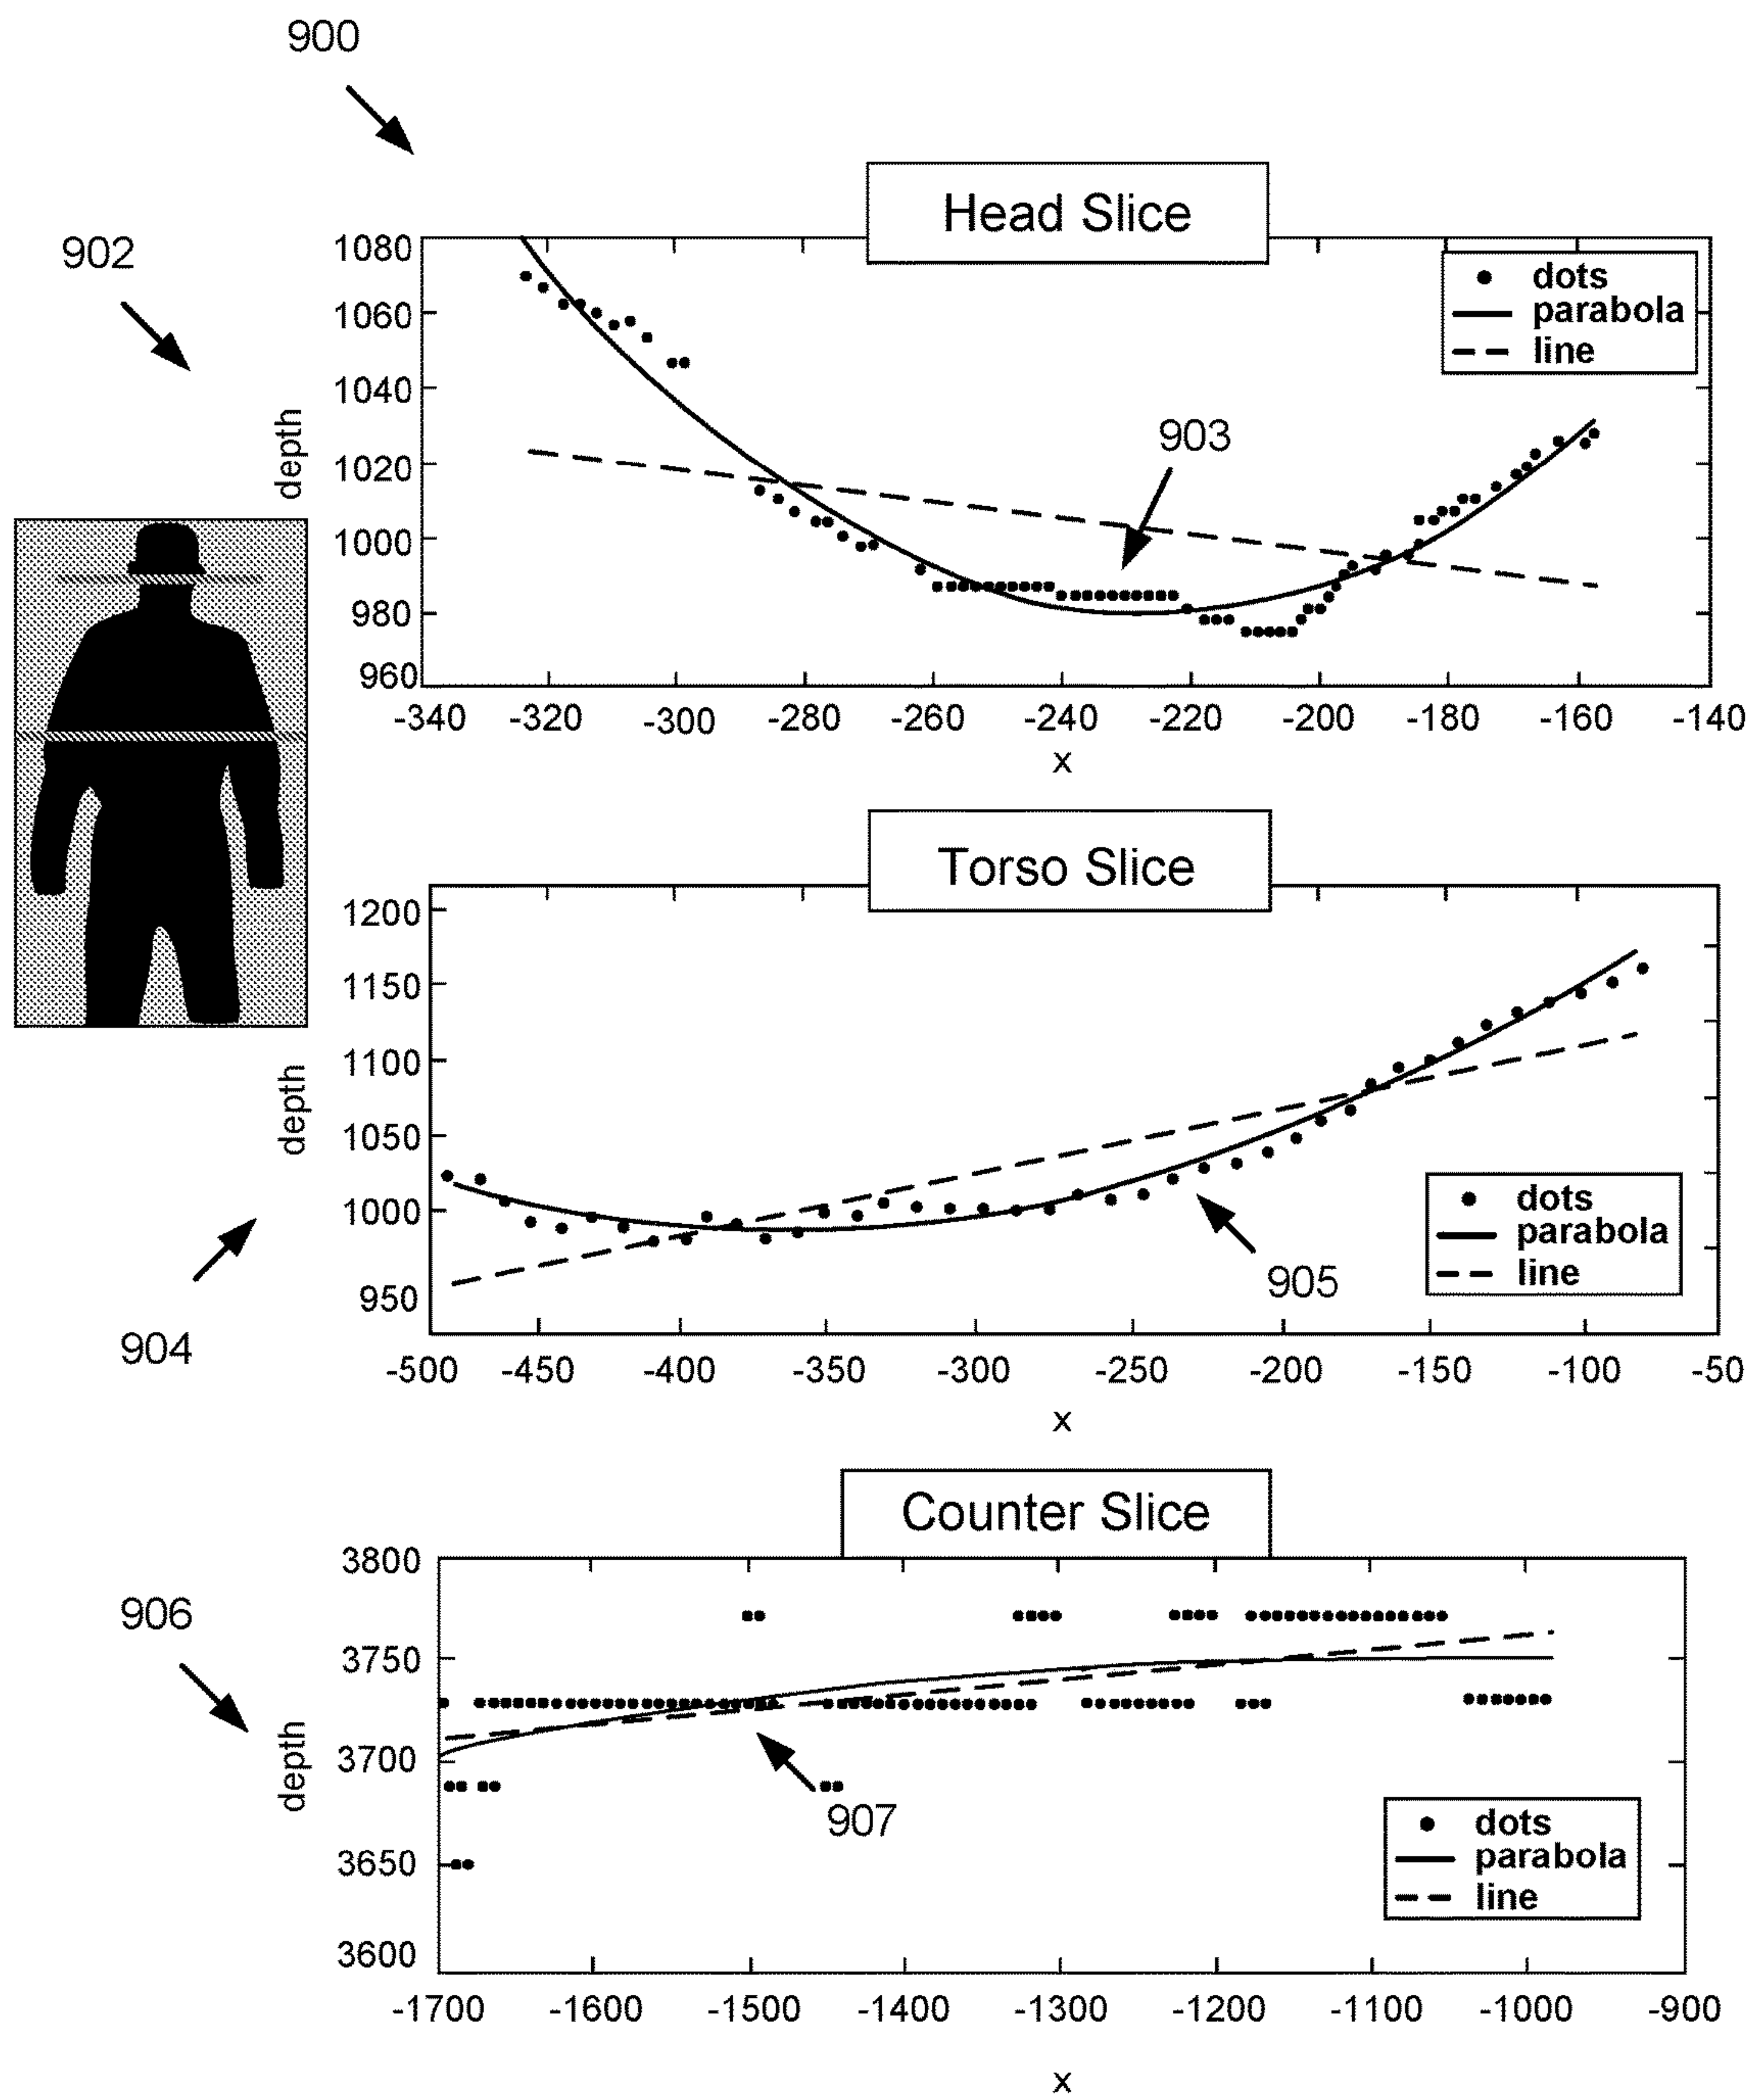 900
Head Slice
902
1080
1060
1040
1020
1000
980
960
depth
dots
parabola
line
903
-340 -320 -300 -280 -260 -240 -220 -200 -180 -160 -140
x
Torso Slice
1200
1150
1100
1050
1000
950
depth
dots
parabola
line
905
904
-500 -450 -400 -350 -300 -250 -200 -150 -100 -50
x
Counter Slice
906
3800
3750
3700
3650
3600
depth
907
dots
parabola
line
-1700 -1600 -1500 -1400 -1300 -1200 -1100 -1000 -900
x